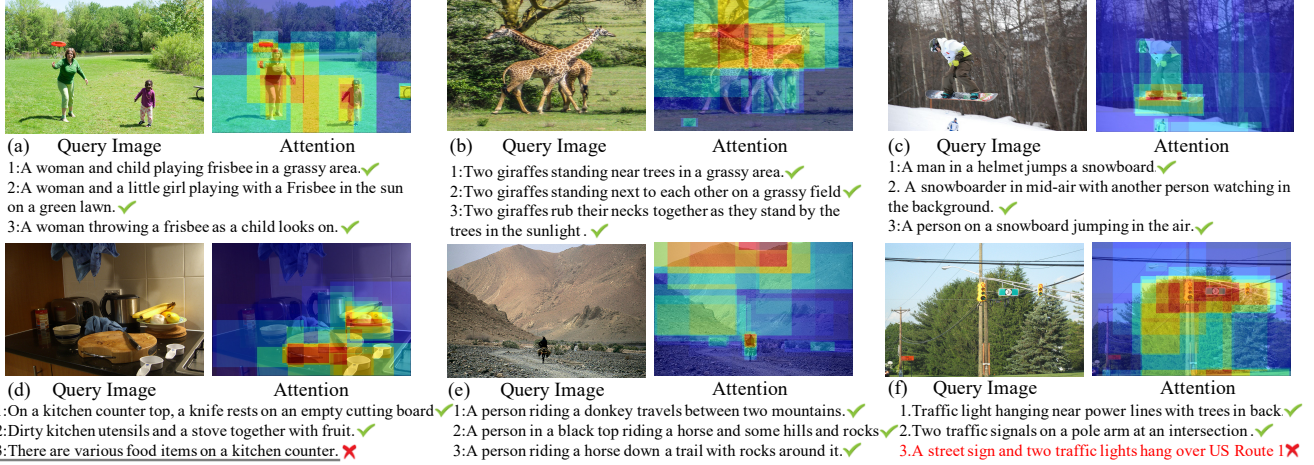 (a) Query Image Attention
1:A woman and child playing frisbee in a grassy area.
2:A woman and a little girl playing with a Frisbee in the sun
on a green lawn.
3:A woman throwing a frisbee as a child looks on.
(b) Query Image Attention
1:Two giraffes standing near trees in a grassy area.
2:Two giraffes standing next to each other on a grassy field
3:Two giraffes rub their necks together as they stand by the
trees in the sunlight .
(c) Query Image Attention
1:A man in a helmet jumps a snowboard.
2. A snowboarder in mid-air with another person watching in
the background.
3:A person on a snowboard jumping in the air.
(d) Query Image Attention
:On a kitchen counter top, a knife rests on an empty cutting board
:Dirty kitchen utensils and a stove together with fruit.
:There are various food items on a kitchen counter.
(e) Query Image Attention
1:A person riding a donkey travels between two mountains.
2:A person in a black top riding a horse and some hills and rocks
3:A person riding a horse down a trail with rocks around it.
(f) Query Image Attention
1.Traffic light hanging near power lines with trees in back
2.Two traffic signals on a pole arm at an intersection .
3.A street sign and two traffic lights hang over US Route 1